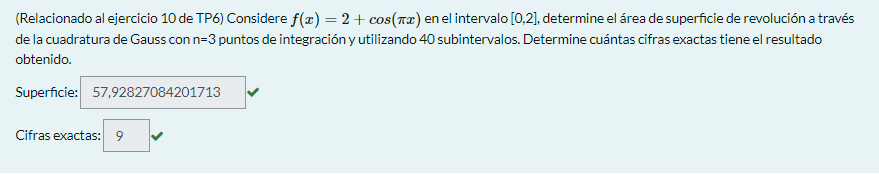 (Relacionado al ejercicio 10 de TP6) Considere f(x) = 2 + cos(πx) en el intervalo [0,2], determine el área de superficie de revolución a través
de la cuadratura de Gauss con n=3 puntos de integración y utilizando 40 subintervalos. Determine cuántas cifras exactas tiene el resultado
obtenido.
Superficie: 57,92827084201713 ✔
Cifras exactas: 9 ✔